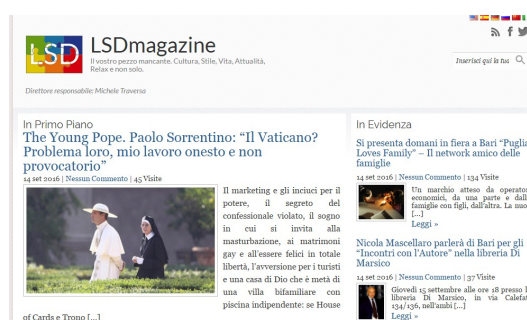 LSD
LSDmagazine
Il vostro pezzo mancante. Cultura, Stile, Vita, Attualità,
Relax e non solo.
Inserisci qui la tua
Direttore responsabile: Michele Traversa
In Primo Piano
The Young Pope. Paolo Sorrentino: “Il Vaticano?
Problema loro, mio lavoro onesto e non
provocatorio”
14 set 2016 | Nessun Commento | 45 Visite
Il marketing e gli inciuci per il
potere, il segreto del
confessionale violato, il sogno
in cui si invita alla
masturbazione, ai matrimoni
gay e all'essere felici in totale
libertà, l'avversione per i turisti
e una casa di Dio che è metà di
una villa bifamiliare con
piscina indipendente: se House
of Cards e Trono [...]
In Evidenza
Si presenta domani in fiera a Bari “Puglia
Loves Family” – Il network amico delle
famiglie
14 set 2016 | Nessun Commento | 134 Visite
Un marchio atteso da operato
economici, da una parte e dall
famiglie con figli, dall'altra. La nuo
[...]
Leggi »
Nicola Mascellaro parlerà di Bari per gli
“Incontri con l'Autore” nella libreria Di
Marsico
14 set 2016 | Nessun Commento | 37 Visite
Giovedì 15 settembre alle ore 18 presso l
libreria Di Marsico, in via Calefat
134/136, nell'ambi [...]
Leggi »